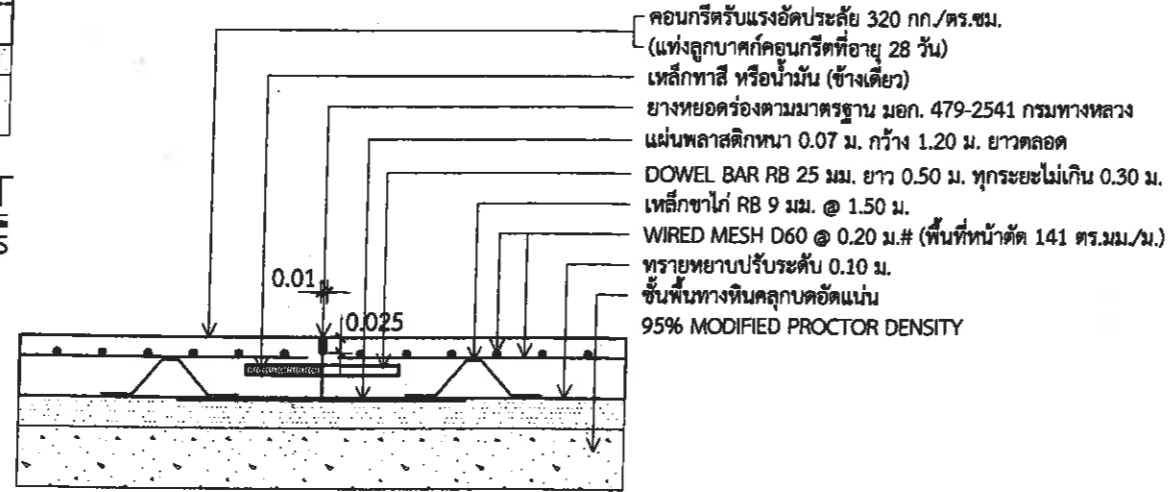 คอนกรีตรับแรงอัดประลัย 320 กก./ตร.ซม.
(แท่งลูกบาศก์คอนกรีตที่อายุ 28 วัน)
เหล็กทาสี หรือน้ำมัน (ข้างเดียว)
ยางหยอดร่องตามมาตรฐาน มอก. 479-2541 กรมทางหลวง
แผ่นพลาสติกหนา 0.07 ม. กว้าง 1.20 ม. ยาวตลอด
DOWEL BAR RB 25 มม. ยาว 0.50 ม. ทุกระยะไม่เกิน 0.30 ม.
เหล็กขาไก่ RB 9 มม. @ 1.50 ม.
WIRED MESH D60 @ 0.20 ม.# (พื้นที่หน้าตัด 141 ตร.มม./ม.)
ทรายหยาบปรับระดับ 0.10 ม.
ชั้นพื้นทางหินคลุกบดอัดแน่น
95% MODIFIED PROCTOR DENSITY
0.01
0.025
S